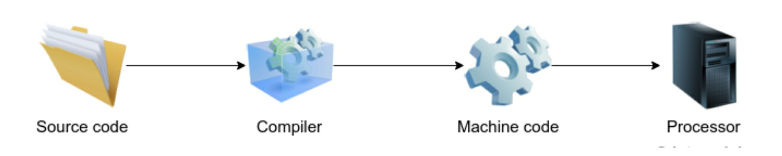 Source code
Compiler
Machine code
Processor